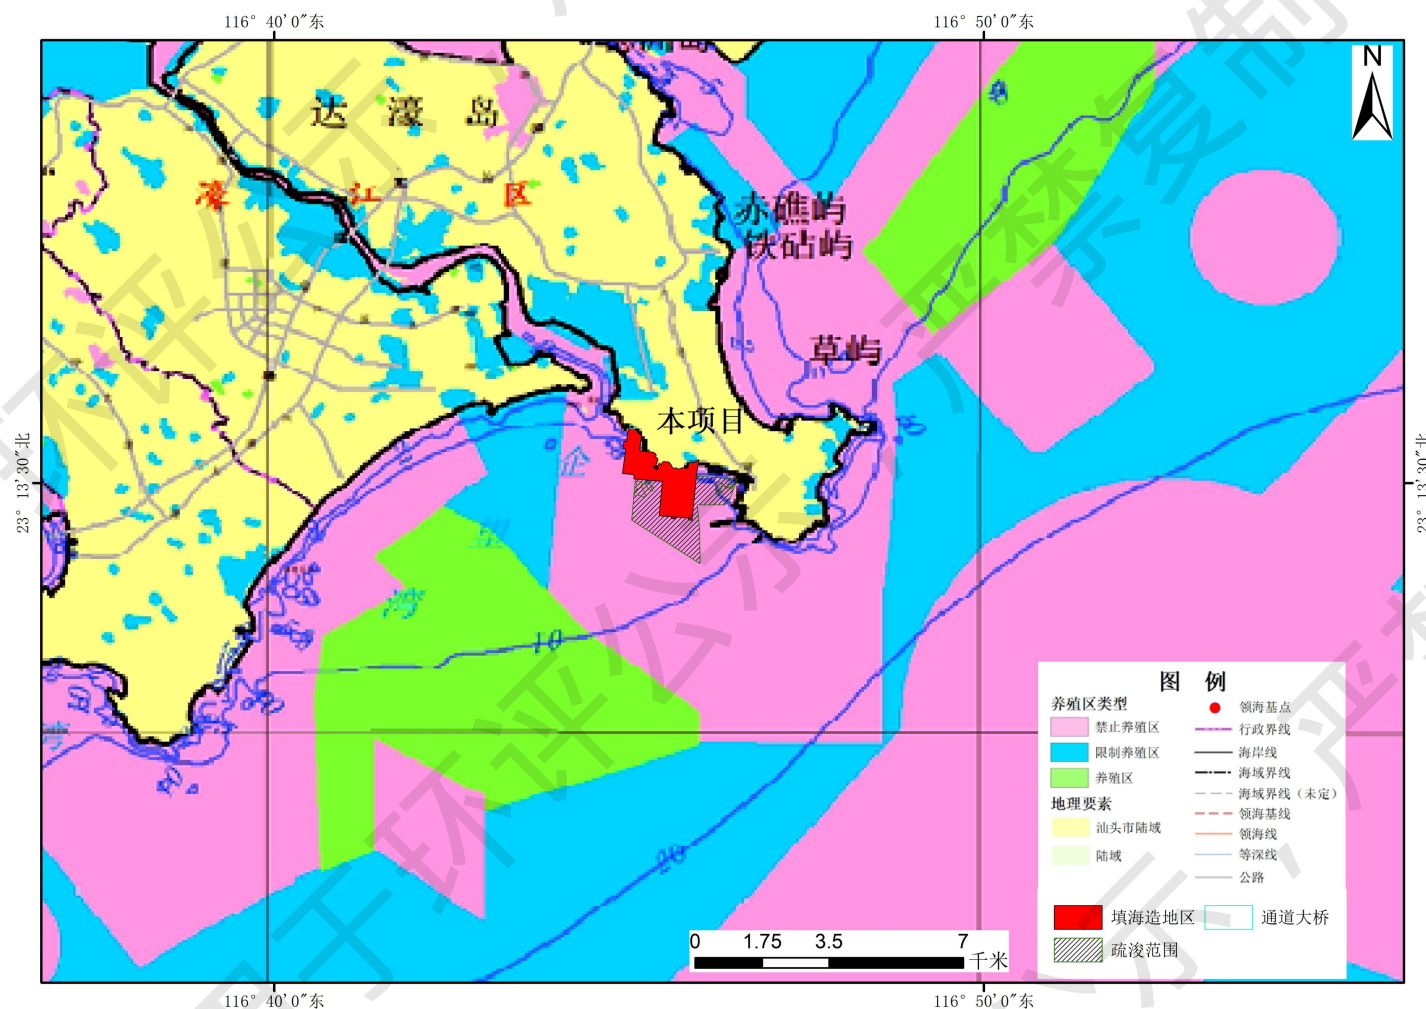 116° 40'0"东
116° 50'0"东
N
达濠岛
濠江区
赤礁屿
铁砧屿
草屿
本项目
企
望
湾
10
20
23° 13'30"北
23° 13'30"北
图 例
养殖区类型
禁止养殖区
限制养殖区
养殖区
地理要素
汕头市陆域
陆域
领海基点
行政界线
海岸线
海域界线
海域界线（未定）
领海基线
领海线
等深线
公路
填海造地区
通道大桥
疏浚范围
0 1.75 3.5 7
千米
116° 40'0"东
116° 50'0"东